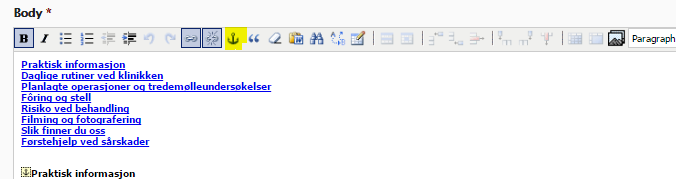 Body *
B I Paragraph
Praktisk informasjon
Daglige rutiner ved klinikken
Planlagte operasjoner og tredemølleundersøkelser
Fôring og stell
Risiko ved behandling
Filming og fotografering
Slik finner du oss
Førstehjelp ved sårskader
Praktisk informasjon